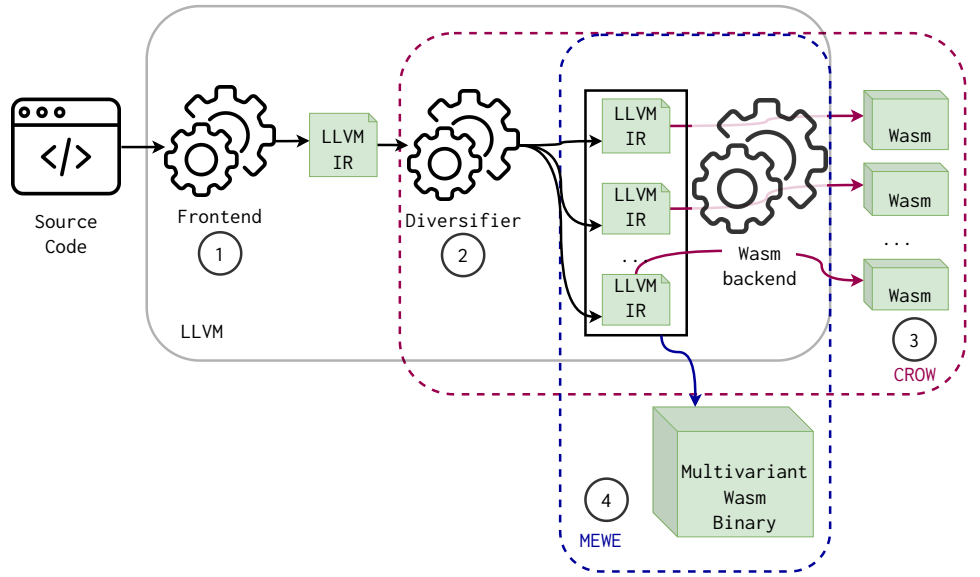 </>
Source
Code
Frontend
1
LLVM
LLVM
IR
Diversifier
2
LLVM
IR
LLVM
IR
...
LLVM
IR
Wasm
backend
Wasm
Wasm
...
Wasm
3
CROW
Multivariant
Wasm
Binary
4
MEWE